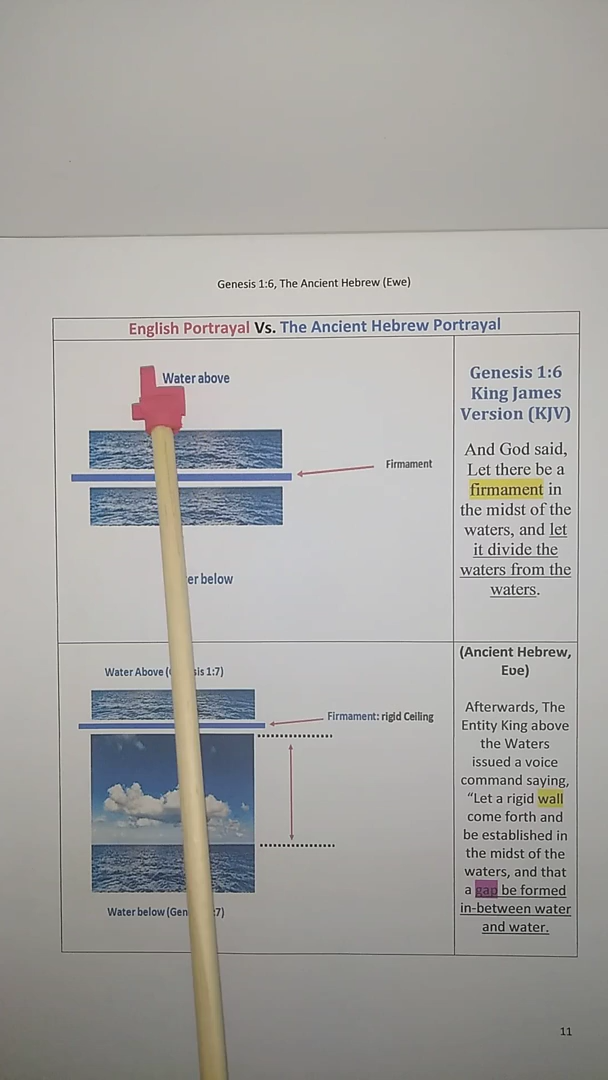 Genesis 1:6, The Ancient Hebrew (Ewe)
English Portrayal Vs. The Ancient Hebrew Portrayal
Water above
Firmament
er below
Genesis 1:6
King James
Version (KJV)
And God said,
Let there be a
firmament in
the midst of the
waters, and let
it divide the
waters from the
waters.
Water Above ( sis 1:7)
Firmament: rigid Ceiling
Water below (Gen :7)
(Ancient Hebrew,
Eʋe)
Afterwards, The
Entity King above
the Waters
issued a voice
command saying,
“Let a rigid wall
come forth and
be established in
the midst of the
waters, and that
a gap be formed
in-between water
and water.
11